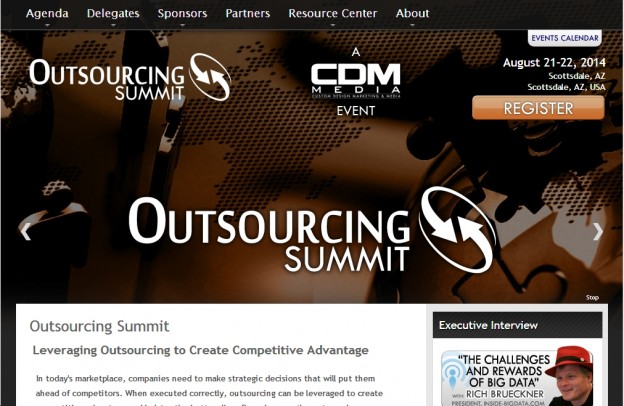 Agenda Delegates Sponsors Partners Resource Center About
EVENTS CALENDAR
OUTSOURCING
SUMMIT
A
CDM
MEDIA
CUSTOM DESIGN MARKETING & MEDIA
EVENT
August 21-22, 2014
Scottsdale, AZ
Scottsdale, AZ, USA
REGISTER
OUTSOURCING
SUMMIT
Stop
Outsourcing Summit
Leveraging Outsourcing to Create Competitive Advantage
In today's marketplace, companies need to make strategic decisions that will put them
ahead of competitors. When executed correctly, outsourcing can be leveraged to create
Executive Interview
"THE CHALLENGES
AND REWARDS
OF BIG DATA"
WITH RICH BRUECKNER
PRESIDENT, INSIDE-BIGDATA.COM